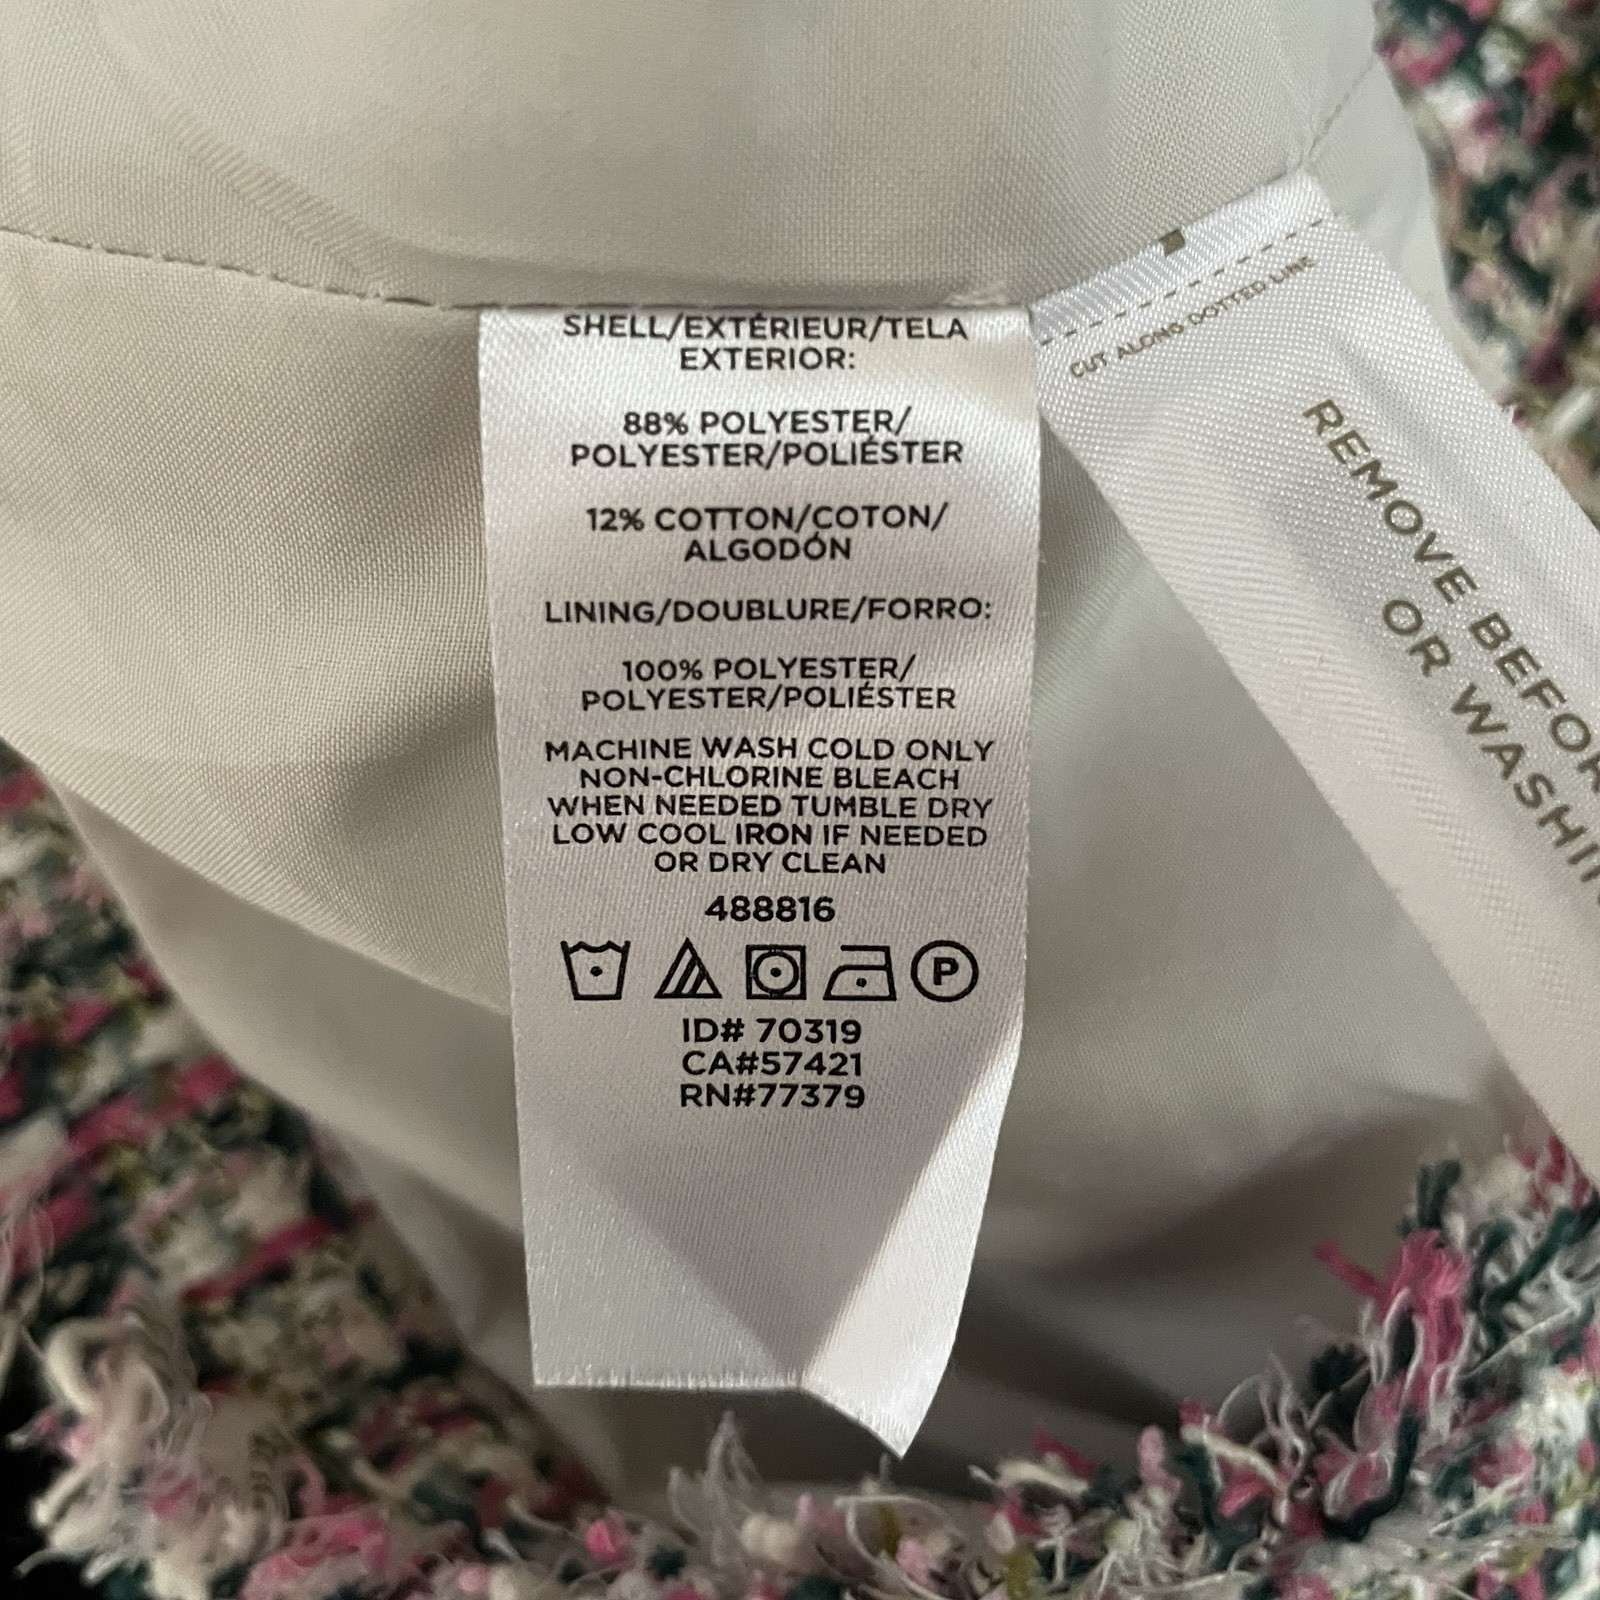 SHELL/EXTÉRIEUR/TELA
EXTERIOR:
88% POLYESTER/
POLYESTER/POLIÉSTER
12% COTTON/COTON/
ALGODÓN
LINING/DOUBLURE/FORRO:
100% POLYESTER/
POLYESTER/POLIÉSTER
MACHINE WASH COLD ONLY
NON-CHLORINE BLEACH
WHEN NEEDED TUMBLE DRY
LOW COOL IRON IF NEEDED
OR DRY CLEAN
488816
P
ID# 70319
CA#57421
RN#77379
CUT ALONG DOTTED LINE
REMOVE BEFOR
OR WASHIN